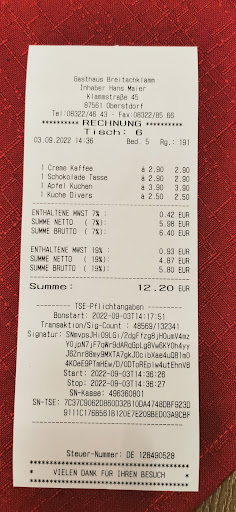 Gasthaus Breitachklamm
Inhaber Hans Maier
Klammstraße 45
87561 Oberstdorf
Tel:08322/46 43 - Fax:08322/85 66
********** RECHNUNG **********
Tisch: 6
03.09.2022 14:36 Bed. 5 Rg.: 191
1 Creme Kaffee à 2.90 2.90
1 Schokolade Tasse à 2.90 2.90
1 Apfel Kuchen à 3.90 3.90
1 Kuche Divers à 2.50 2.50
ENTHALTENE MWST 7% : 0.42 EUR
SUMME NETTO ( 7%): 5.98 EUR
SUMME BRUTTO ( 7%): 6.40 EUR
ENTHALTENE MWST 19% : 0.93 EUR
SUMME NETTO ( 19%): 4.87 EUR
SUMME BRUTTO ( 19%): 5.80 EUR
Summe: 12.20 EUR
TSE-Pflichtangaben
Bonstart: 2022-09-03T14:17:51
Transaktion/Sig-Count : 48569/132341
Signatur:
Start: 2022-09-03T14:36:26
Stop: 2022-09-03T14:36:27
SN-Kasse: 496360801
SN-TSE:
Steuer-Nummer: DE 128490528
* VIELEN DANK FÜR IHREN BESUCH *